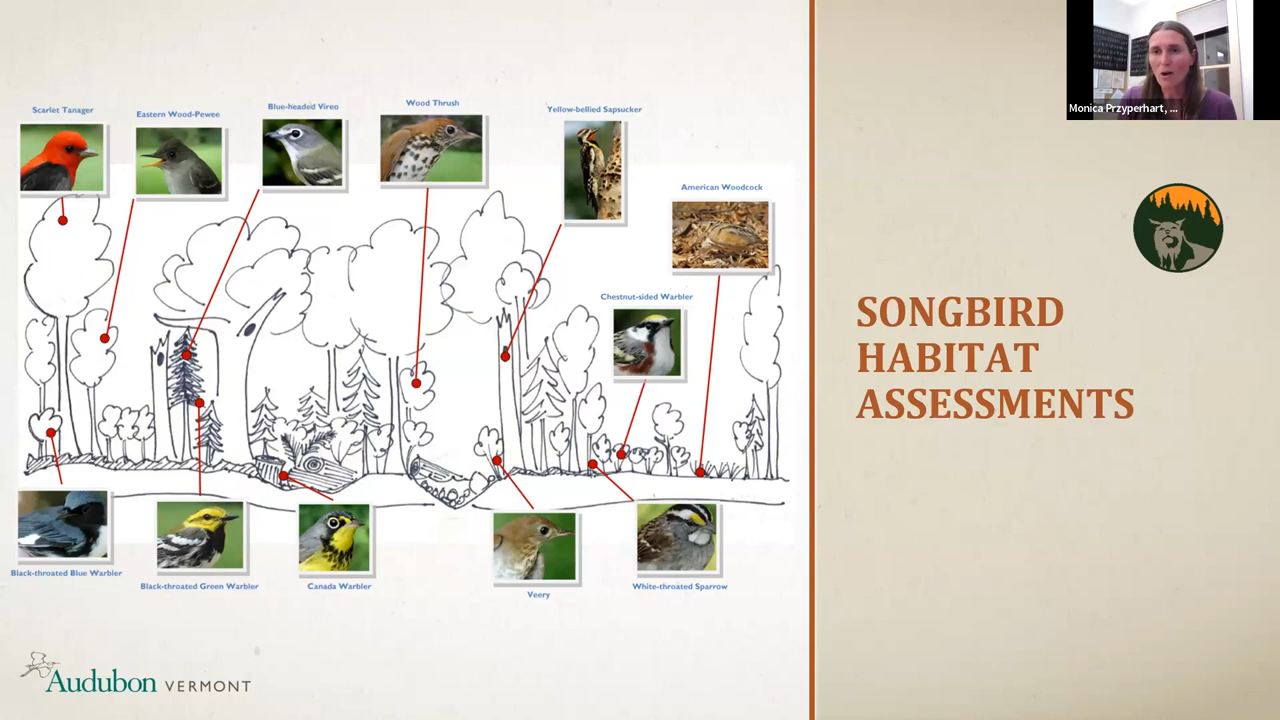 Monica Przyperhart, ...
Scarlet Tanager
Eastern Wood-Pewee
Blue-headed Vireo
Wood Thrush
Yellow-bellied Sapsucker
American Woodcock
Chestnut-sided Warbler
SONGBIRD
HABITAT
ASSESSMENTS
Black-throated Blue Warbler
Black-throated Green Warbler
Canada Warbler
Veery
White-throated Sparrow
Audubon VERMONT